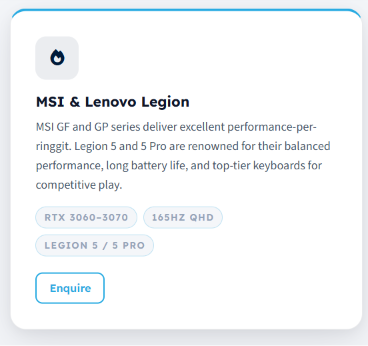 MSI & Lenovo Legion
MSI GF and GP series deliver excellent performance-per-
ringgit. Legion 5 and 5 Pro are renowned for their balanced
performance, long battery life, and top-tier keyboards for
competitive play.
RTX 3060–3070 165HZ QHD
LEGION 5 / 5 PRO
Enquire